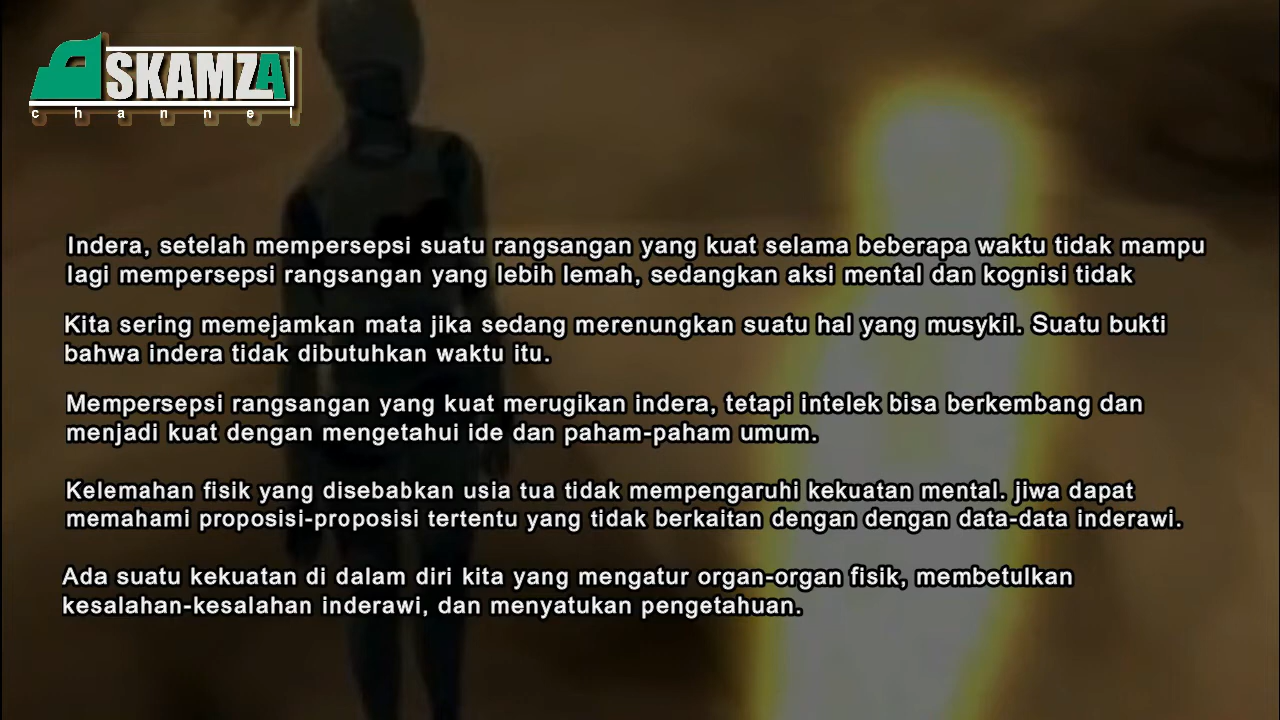 ASKAMZA
channel
Indera, setelah mempersepsi suatu rangsangan yang kuat selama beberapa waktu tidak mampu
lagi mempersepsi rangsangan yang lebih lemah, sedangkan aksi mental dan kognisi tidak
Kita sering memejamkan mata jika sedang merenungkan suatu hal yang musykil. Suatu bukti
bahwa indera tidak dibutuhkan waktu itu.
Mempersepsi rangsangan yang kuat merugikan indera, tetapi intelek bisa berkembang dan
menjadi kuat dengan mengetahui ide dan paham-paham umum.
Kelemahan fisik yang disebabkan usia tua tidak mempengaruhi kekuatan mental. jiwa dapat
memahami proposisi-proposisi tertentu yang tidak berkaitan dengan dengan data-data inderawi.
Ada suatu kekuatan di dalam diri kita yang mengatur organ-organ fisik, membetulkan
kesalahan-kesalahan inderawi, dan menyatukan pengetahuan.